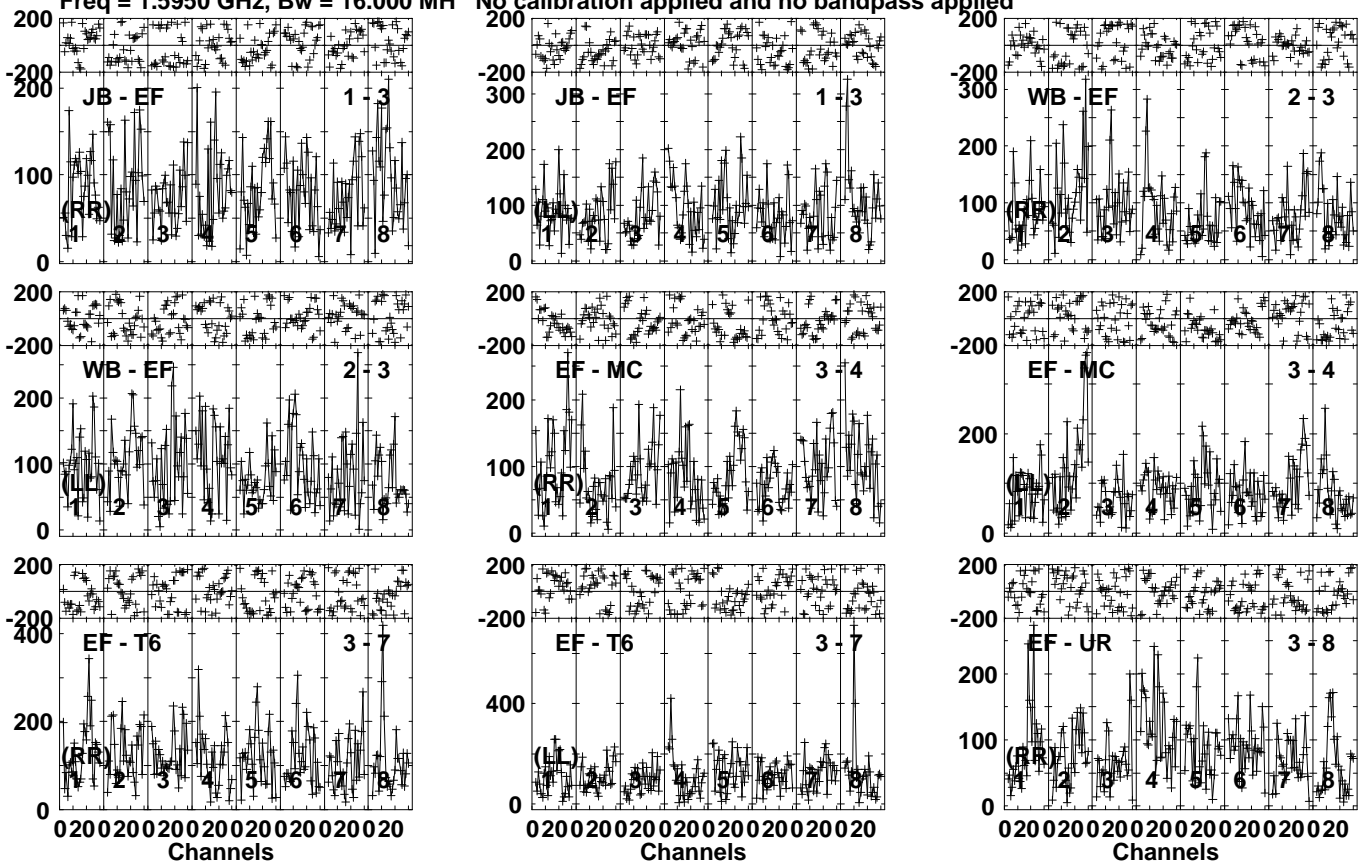 Freq = 1.5950 GHz, Bw = 16.000 MH No calibration applied and no bandpass applied
200
-200
200
100
0
JB - EF 1 - 3
(RR)
1 2 3 4 5 6 7 8
200
-200
300
200
100
0
JB - EF 1 - 3
(LL)
1 2 3 4 5 6 7 8
200
-200
300
200
100
0
WB - EF 2 - 3
(RR)
1 2 3 4 5 6 7 8
200
-200
200
100
0
WB - EF 2 - 3
(LL)
1 2 3 4 5 6 7 8
200
-200
200
100
0
EF - MC 3 - 4
(RR)
1 2 3 4 5 6 7 8
200
-200
200
0
EF - MC 3 - 4
(LL)
1 2 3 4 5 6 7 8
200
-200
400
200
0
EF - T6 3 - 7
(RR)
1 2 3 4 5 6 7 8
0 20 0 20 0 20 0 20 0 20 0 20 0 20 0 20
Channels
200
-200
400
0
EF - T6 3 - 7
(LL)
1 2 3 4 5 6 7 8
0 20 0 20 0 20 0 20 0 20 0 20 0 20 0 20
Channels
200
-200
200
100
0
EF - UR 3 - 8
(RR)
1 2 3 4 5 6 7 8
0 20 0 20 0 20 0 20 0 20 0 20 0 20 0 20
Channels